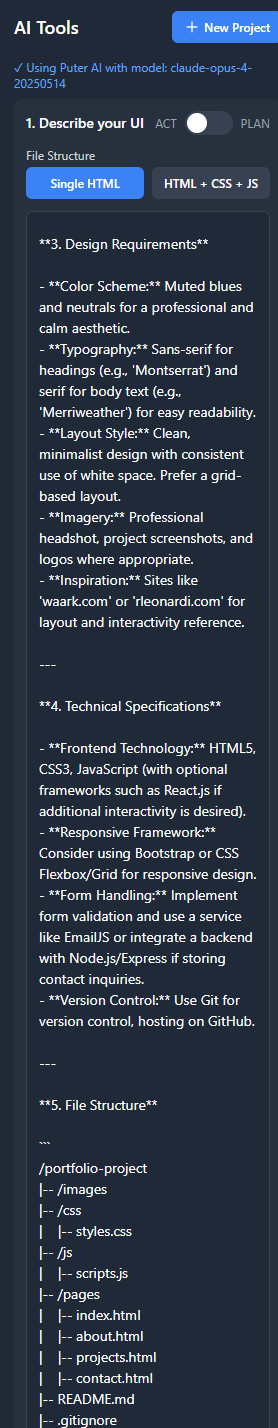 AI Tools
+ New Project
✓ Using Puter AI with model: claude-opus-4-
20250514
1. Describe your UI ACT PLAN
File Structure
Single HTML HTML + CSS + JS
**3. Design Requirements**
- **Color Scheme:** Muted blues
and neutrals for a professional and
calm aesthetic.
- **Typography:** Sans-serif for
headings (e.g., 'Montserrat') and
serif for body text (e.g.,
'Merriweather') for easy readability.
- **Layout Style:** Clean,
minimalist design with consistent
use of white space. Prefer a grid-
based layout.
- **Imagery:** Professional
headshot, project screenshots, and
logos where appropriate.
- **Inspiration:** Sites like
'waark.com' or 'rleonardi.com' for
layout and interactivity reference.
---
**4. Technical Specifications**
- **Frontend Technology:** HTML5,
CSS3, JavaScript (with optional
frameworks such as React.js if
additional interactivity is desired).
- **Responsive Framework:**
Consider using Bootstrap or CSS
Flexbox/Grid for responsive design.
- **Form Handling:** Implement
form validation and use a service
like EmailJS or integrate a backend
with Node.js/Express if storing
contact inquiries.
- **Version Control:** Use Git for
version control, hosting on GitHub.
---
**5. File Structure**
```
/portfolio-project
|-- /images
|-- /css
|   |-- styles.css
|-- /js
|   |-- scripts.js
|-- /pages
|   |-- index.html
|   |-- about.html
|   |-- projects.html
|   |-- contact.html
|-- README.md
|-- .gitignore